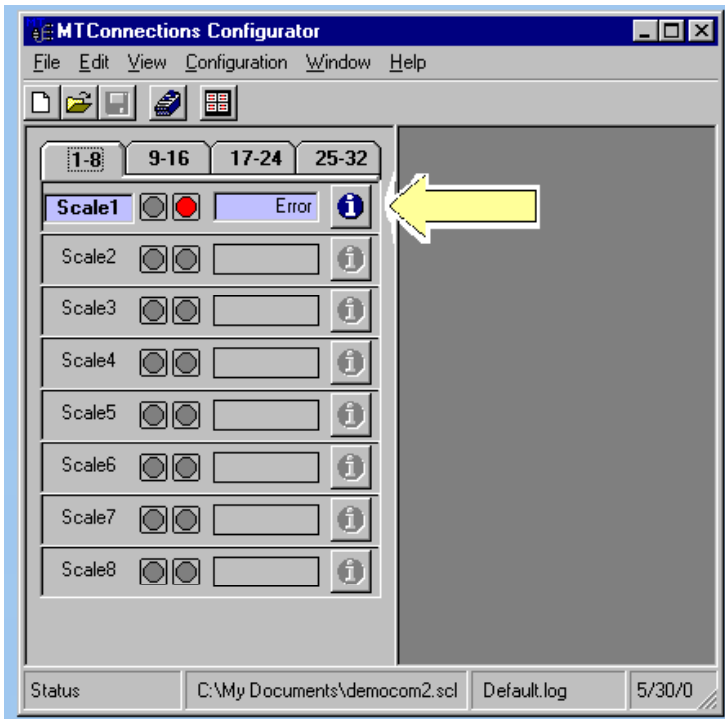 MTConnections Configurator
File Edit View Configuration Window Help
1-8 9-16 17-24 25-32
Scale1 Error
Scale2
Scale3
Scale4
Scale5
Scale6
Scale7
Scale8
Status C:\My Documents\democom2.scl Default.log 5/30/0